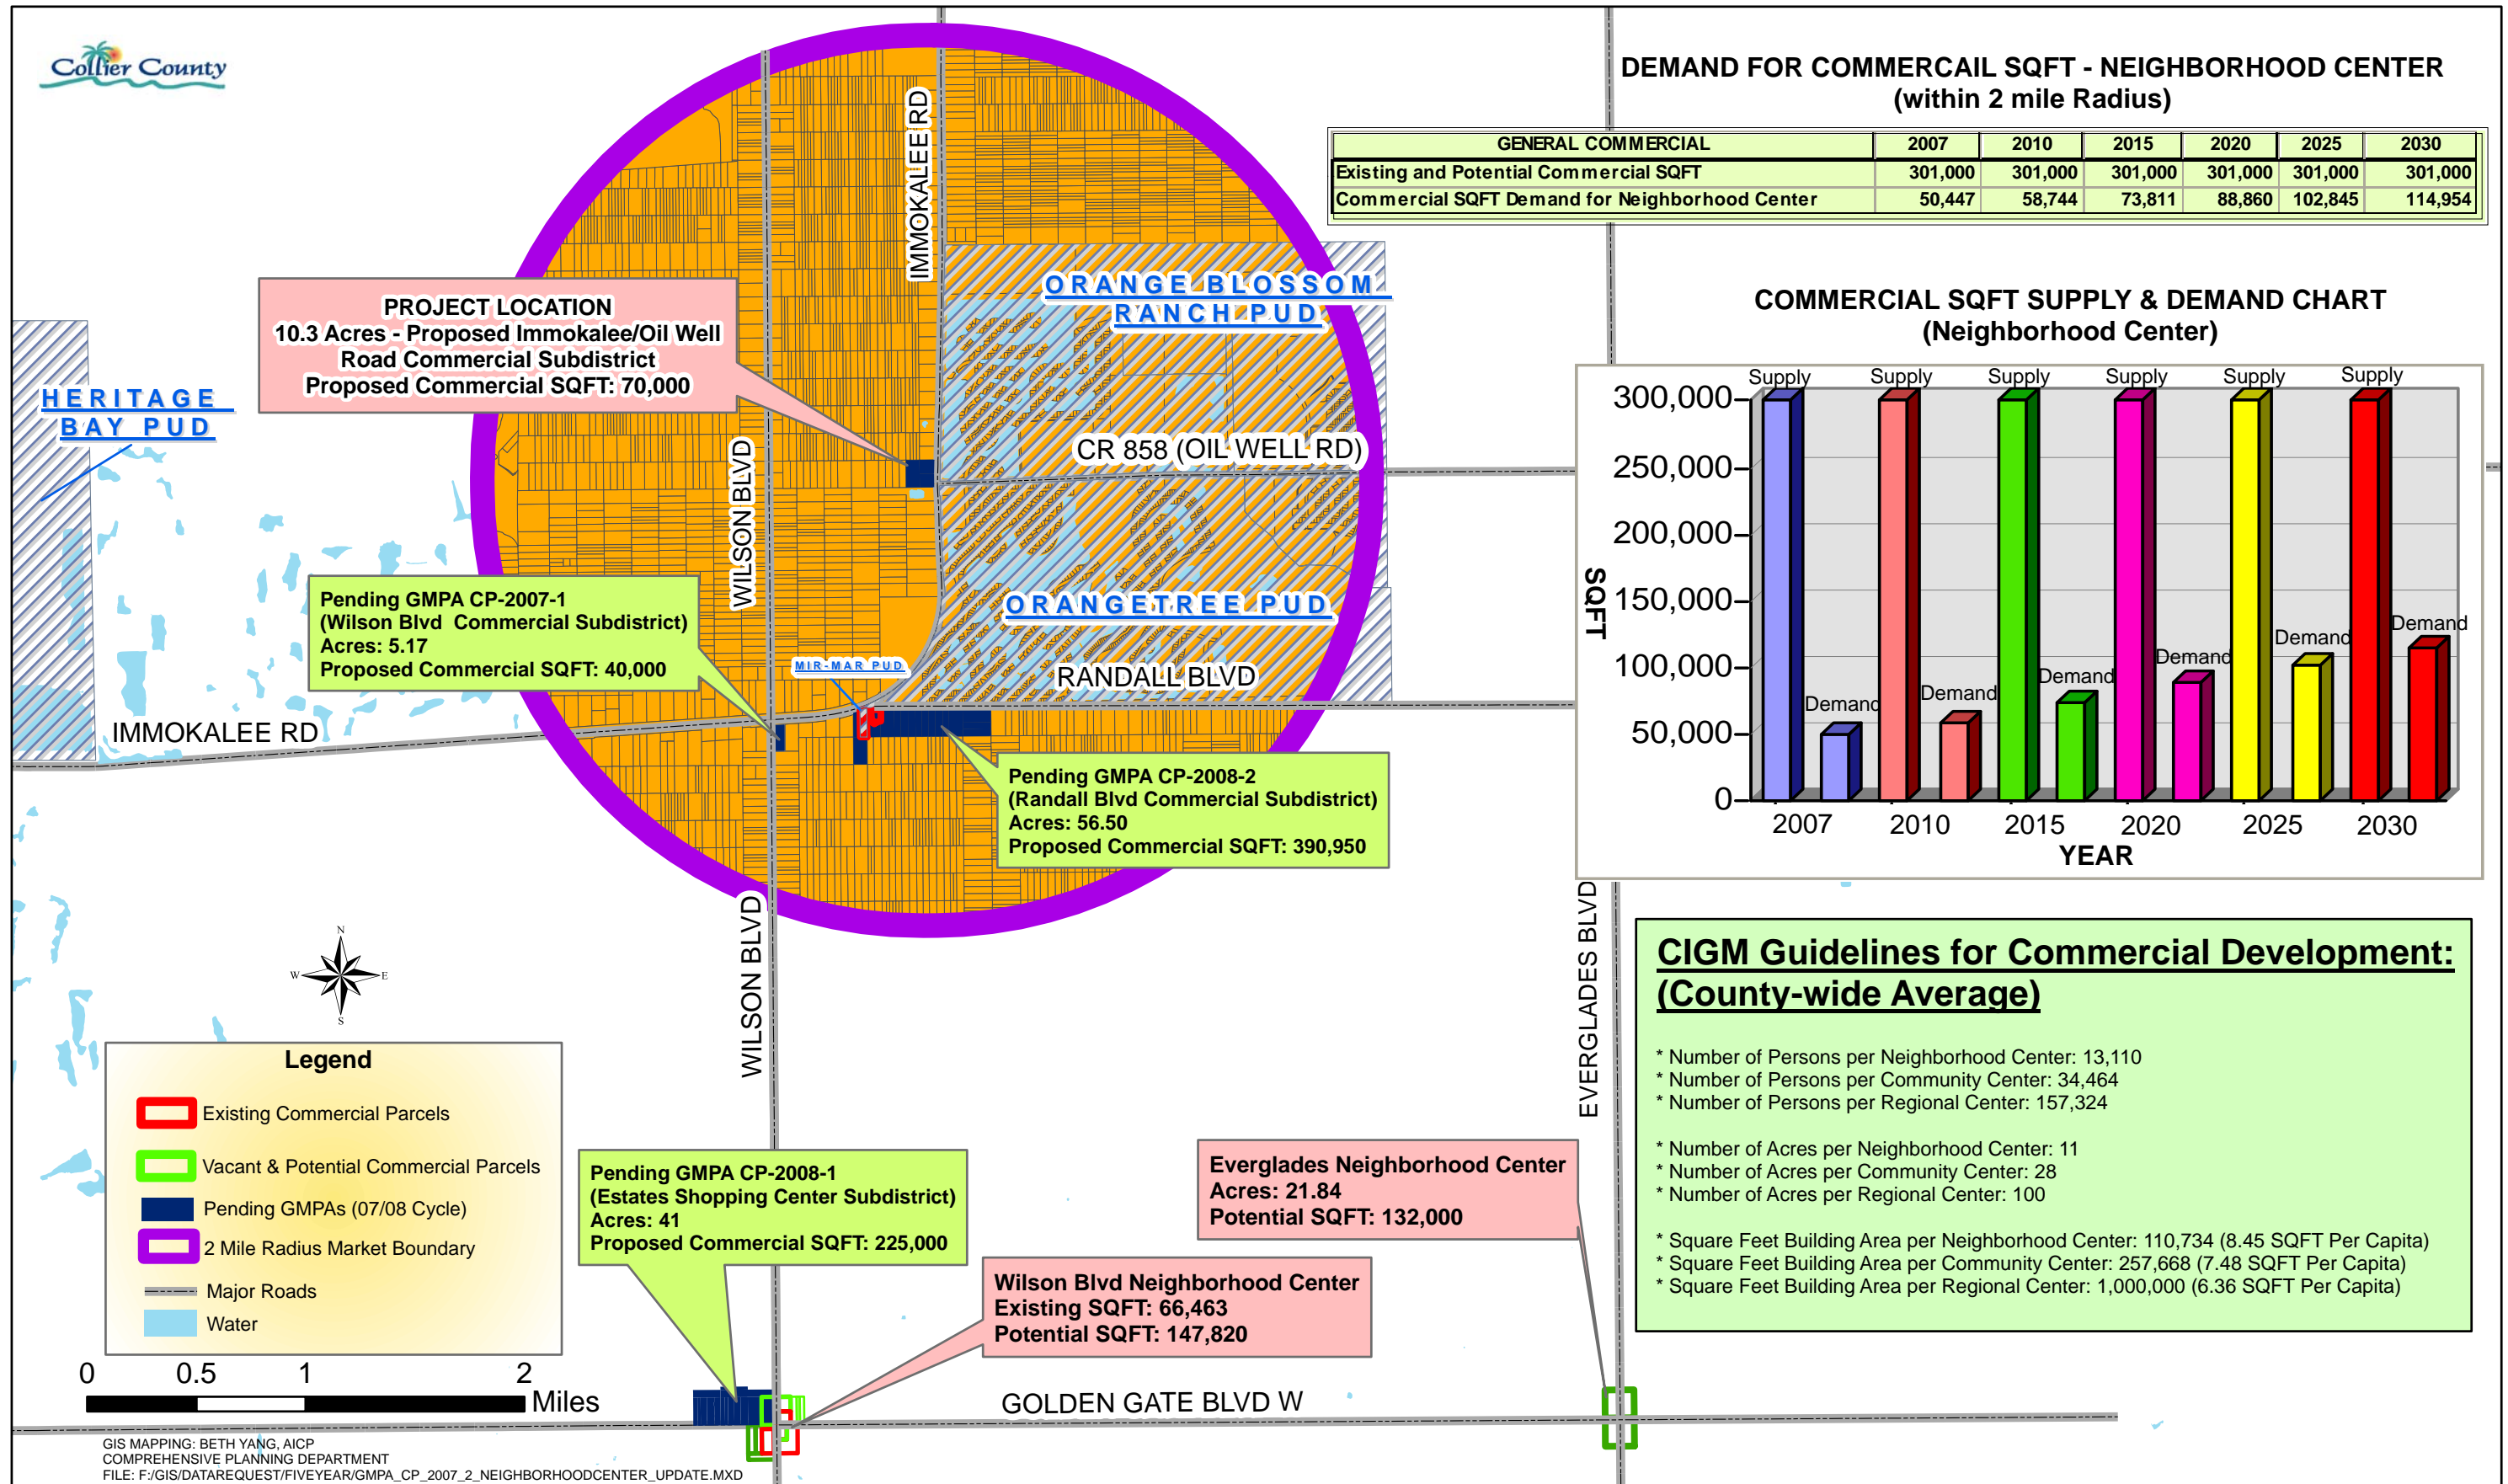 Collier County
DEMAND FOR COMMERCAIL SQFT - NEIGHBORHOOD CENTER
(within 2 mile Radius)
GENERAL COMMERCIAL 2007 2010 2015 2020 2025 2030
Existing and Potential Commercial SQFT 301,000 301,000 301,000 301,000 301,000 301,000
Commercial SQFT Demand for Neighborhood Center 50,447 58,744 73,811 88,860 102,845 114,954
COMMERCIAL SQFT SUPPLY & DEMAND CHART
(Neighborhood Center)
Supply Supply Supply Supply Supply Supply
300,000
250,000
200,000
150,000
100,000
50,000
0
SQFT
Demand Demand Demand Demand Demand Demand
2007 2010 2015 2020 2025 2030
YEAR
IMMOKALEE RD
WILSON BLVD
PROJECT LOCATION
10.3 Acres - Proposed Immokalee/Oil Well
Road Commercial Subdistrict
Proposed Commercial SQFT: 70,000
ORANGE BLOSSOM
RANCH PUD
HERITAGE
BAY PUD
CR 858 (OIL WELL RD)
Pending GMPA CP-2007-1
(Wilson Blvd Commercial Subdistrict)
Acres: 5.17
Proposed Commercial SQFT: 40,000
ORANGETREE PUD
MIR-MAR PUD
RANDALL BLVD
IMMOKALEE RD
Pending GMPA CP-2008-2
(Randall Blvd Commercial Subdistrict)
Acres: 56.50
Proposed Commercial SQFT: 390,950
WILSON BLVD
EVERGLADES BLVD
N
W E
S
CIGM Guidelines for Commercial Development:
(County-wide Average)
* Number of Persons per Neighborhood Center: 13,110
* Number of Persons per Community Center: 34,464
* Number of Persons per Regional Center: 157,324
* Number of Acres per Neighborhood Center: 11
* Number of Acres per Community Center: 28
* Number of Acres per Regional Center: 100
* Square Feet Building Area per Neighborhood Center: 110,734 (8.45 SQFT Per Capita)
* Square Feet Building Area per Community Center: 257,668 (7.48 SQFT Per Capita)
* Square Feet Building Area per Regional Center: 1,000,000 (6.36 SQFT Per Capita)
Legend
Existing Commercial Parcels
Vacant & Potential Commercial Parcels
Pending GMPAs (07/08 Cycle)
2 Mile Radius Market Boundary
Major Roads
Water
Pending GMPA CP-2008-1
(Estates Shopping Center Subdistrict)
Acres: 41
Proposed Commercial SQFT: 225,000
Everglades Neighborhood Center
Acres: 21.84
Potential SQFT: 132,000
Wilson Blvd Neighborhood Center
Existing SQFT: 66,463
Potential SQFT: 147,820
0 0.5 1 2
Miles
GOLDEN GATE BLVD W
GIS MAPPING: BETH YANG, AICP
COMPREHENSIVE PLANNING DEPARTMENT
FILE: F:/GIS/DATAREQUEST/FIVEYEAR/GMPA_CP_2007_2_NEIGHBORHOODCENTER_UPDATE.MXD